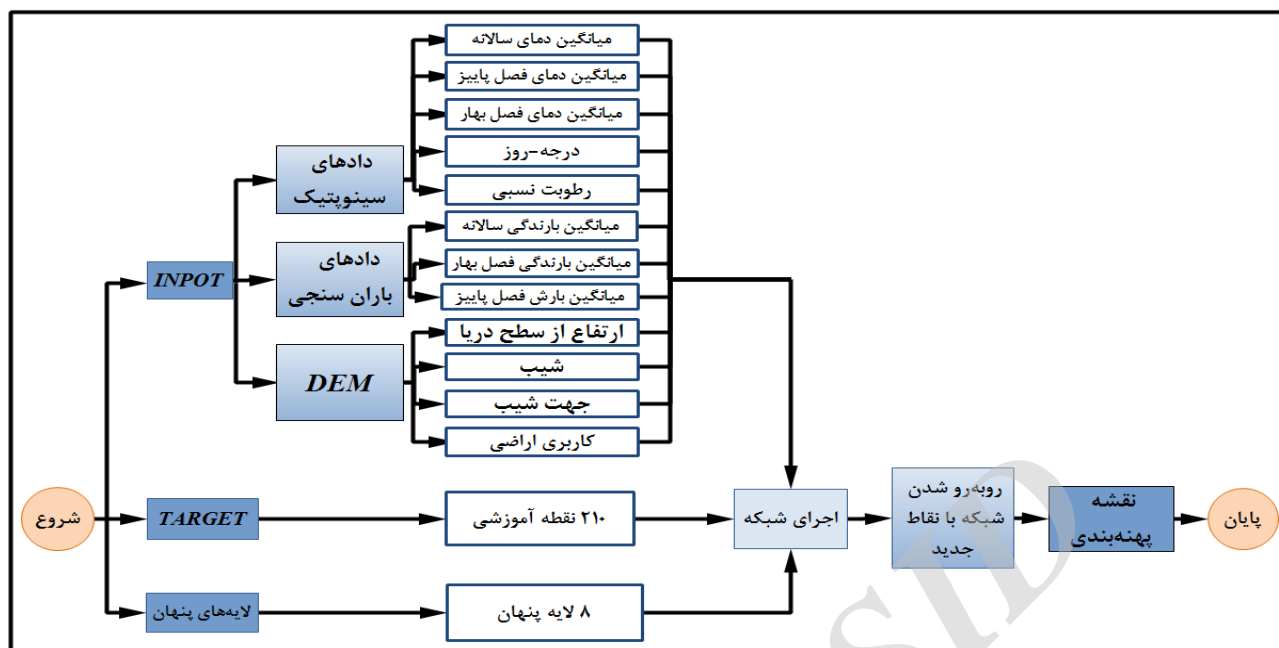 میانگین دمای سالانه
میانگین دمای فصل پاییز
میانگین دمای فصل بهار
درجه-روز
رطوبت نسبی
دادهای
سینوپتیک
میانگین بارندگی سالانه
میانگین بارندگی فصل بهار
میانگین بارش فصل پاییز
دادهای
باران سنجی
INPOT
ارتفاع از سطح دریا
شیب
جهت شیب
کاربری اراضی
DEM
شروع
TARGET
۲۱۰ نقطه آموزشی
اجرای شبکه
روبه‌رو شدن
شبکه با نقاط
جدید
نقشه
پهنه‌بندی
پایان
لایه‌های پنهان
۸ لایه پنهان
SID